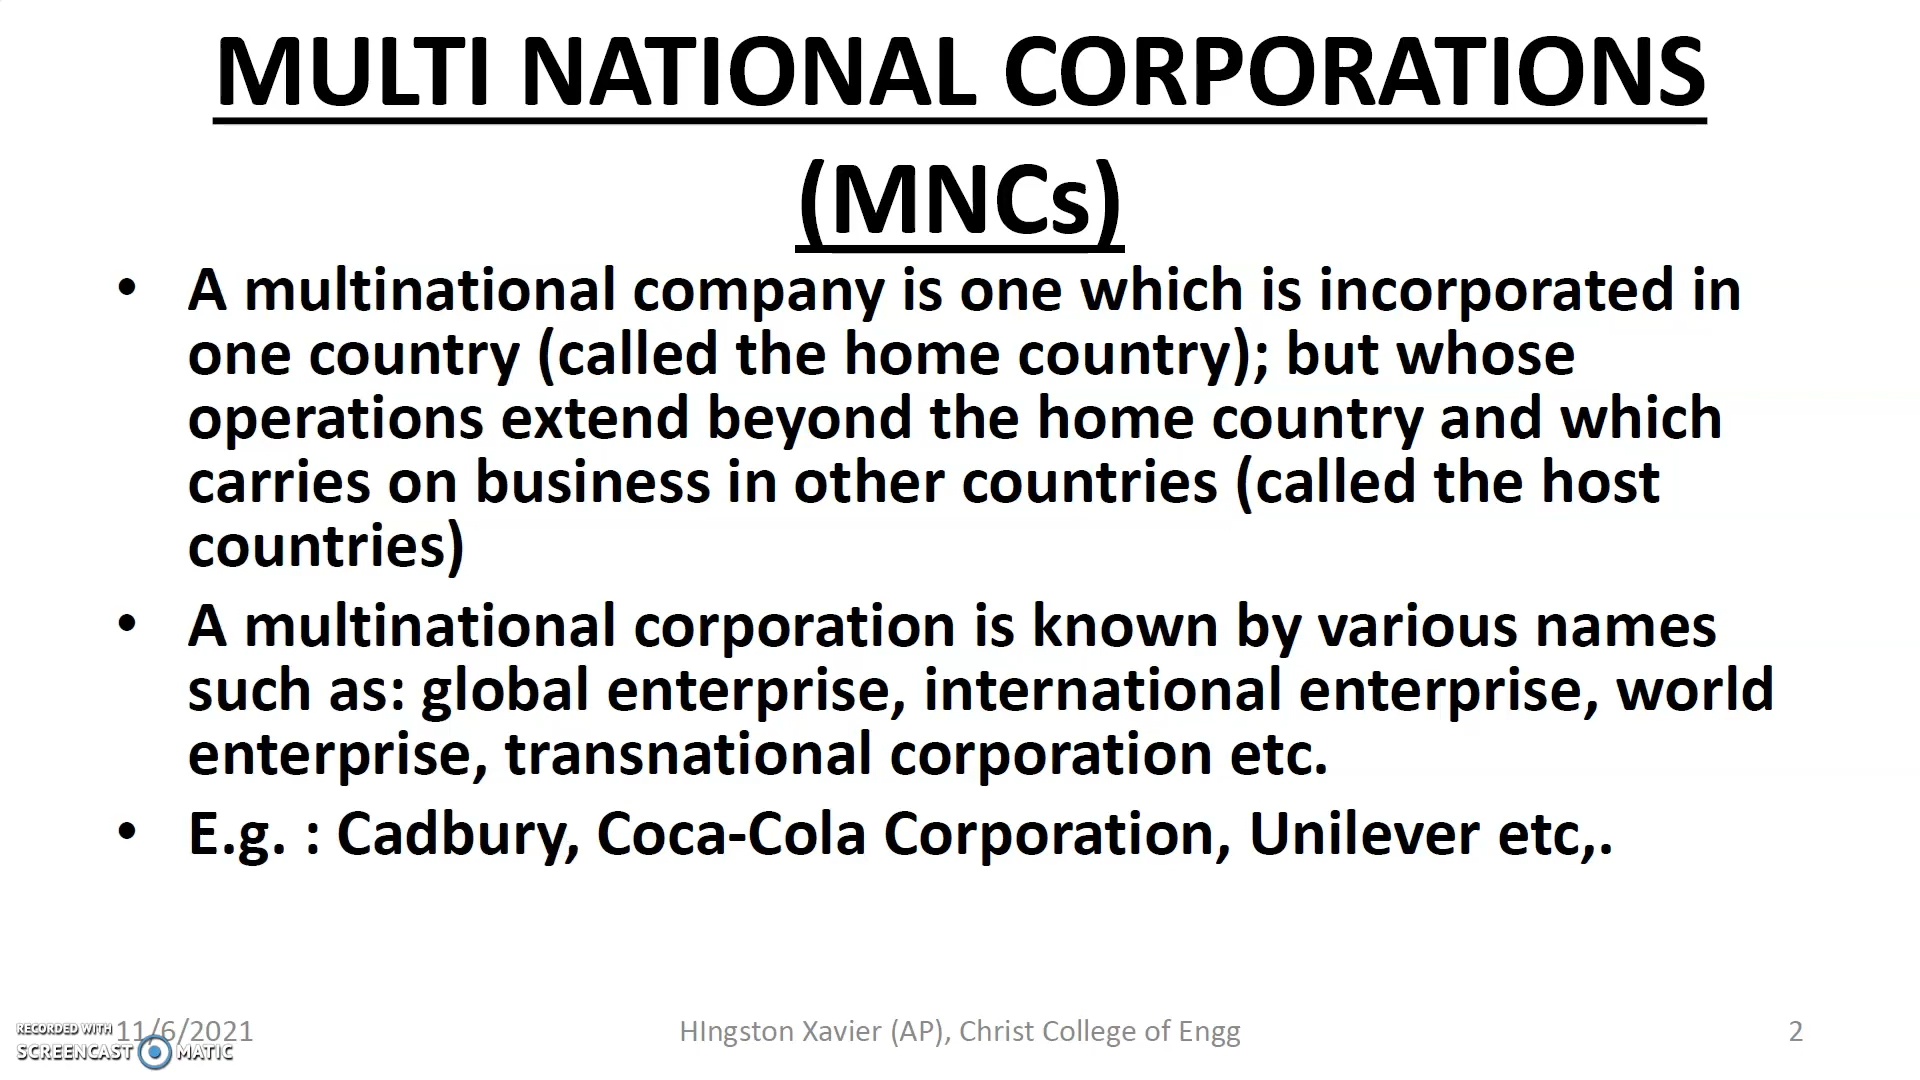 MULTI NATIONAL CORPORATIONS
(MNCs)
• A multinational company is one which is incorporated in
one country (called the home country); but whose
operations extend beyond the home country and which
carries on business in other countries (called the host
countries)
• A multinational corporation is known by various names
such as: global enterprise, international enterprise, world
enterprise, transnational corporation etc.
• E.g. : Cadbury, Coca-Cola Corporation, Unilever etc,.
RECORDED WITH
SCREENCAST MATIC
11/6/2021
HIngston Xavier (AP), Christ College of Engg
2